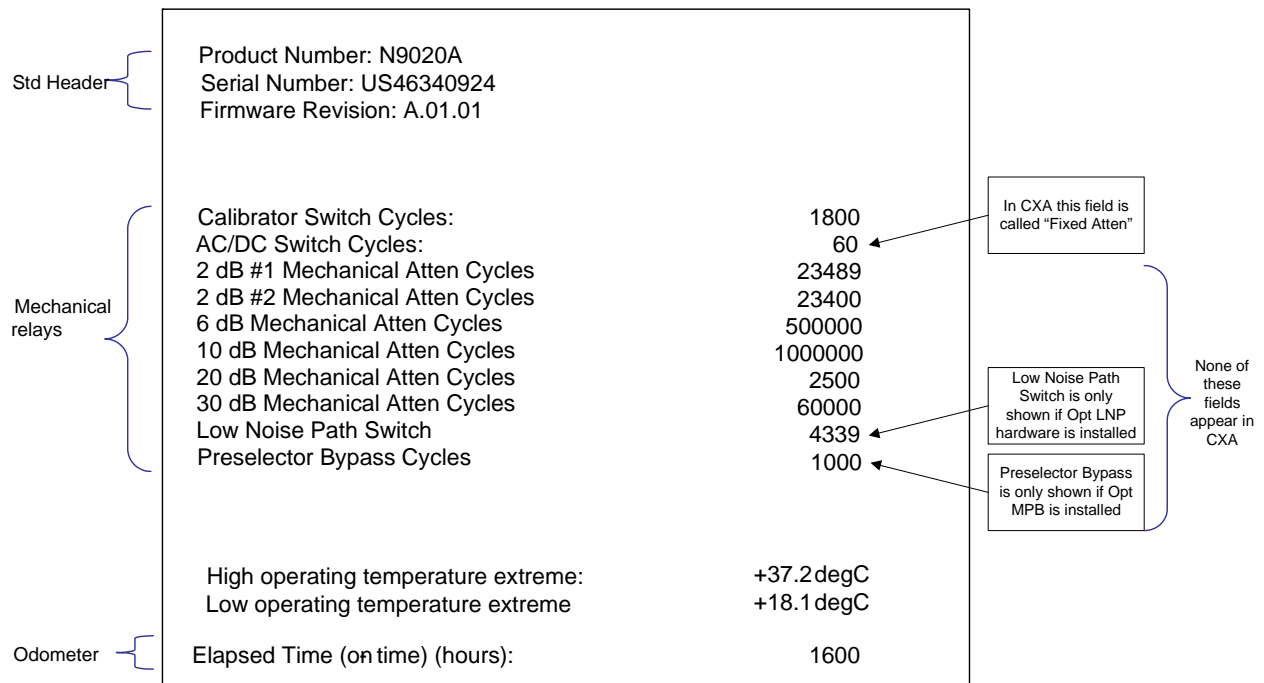 Std Header
Product Number: N9020A
Serial Number: US46340924
Firmware Revision: A.01.01
Mechanical
relays
Calibrator Switch Cycles: 1800
AC/DC Switch Cycles: 60
2 dB #1 Mechanical Atten Cycles 23489
2 dB #2 Mechanical Atten Cycles 23400
6 dB Mechanical Atten Cycles 500000
10 dB Mechanical Atten Cycles 1000000
20 dB Mechanical Atten Cycles 2500
30 dB Mechanical Atten Cycles 60000
Low Noise Path Switch 4339
Preselector Bypass Cycles 1000
In CXA this field is
called “Fixed Atten”
Low Noise Path
Switch is only
shown if Opt LNP
hardware is installed
Preselector Bypass
is only shown if Opt
MPB is installed
None of
these
fields
appear in
CXA
High operating temperature extreme: +37.2degC
Low operating temperature extreme +18.1degC
Odometer
Elapsed Time (on-time) (hours): 1600